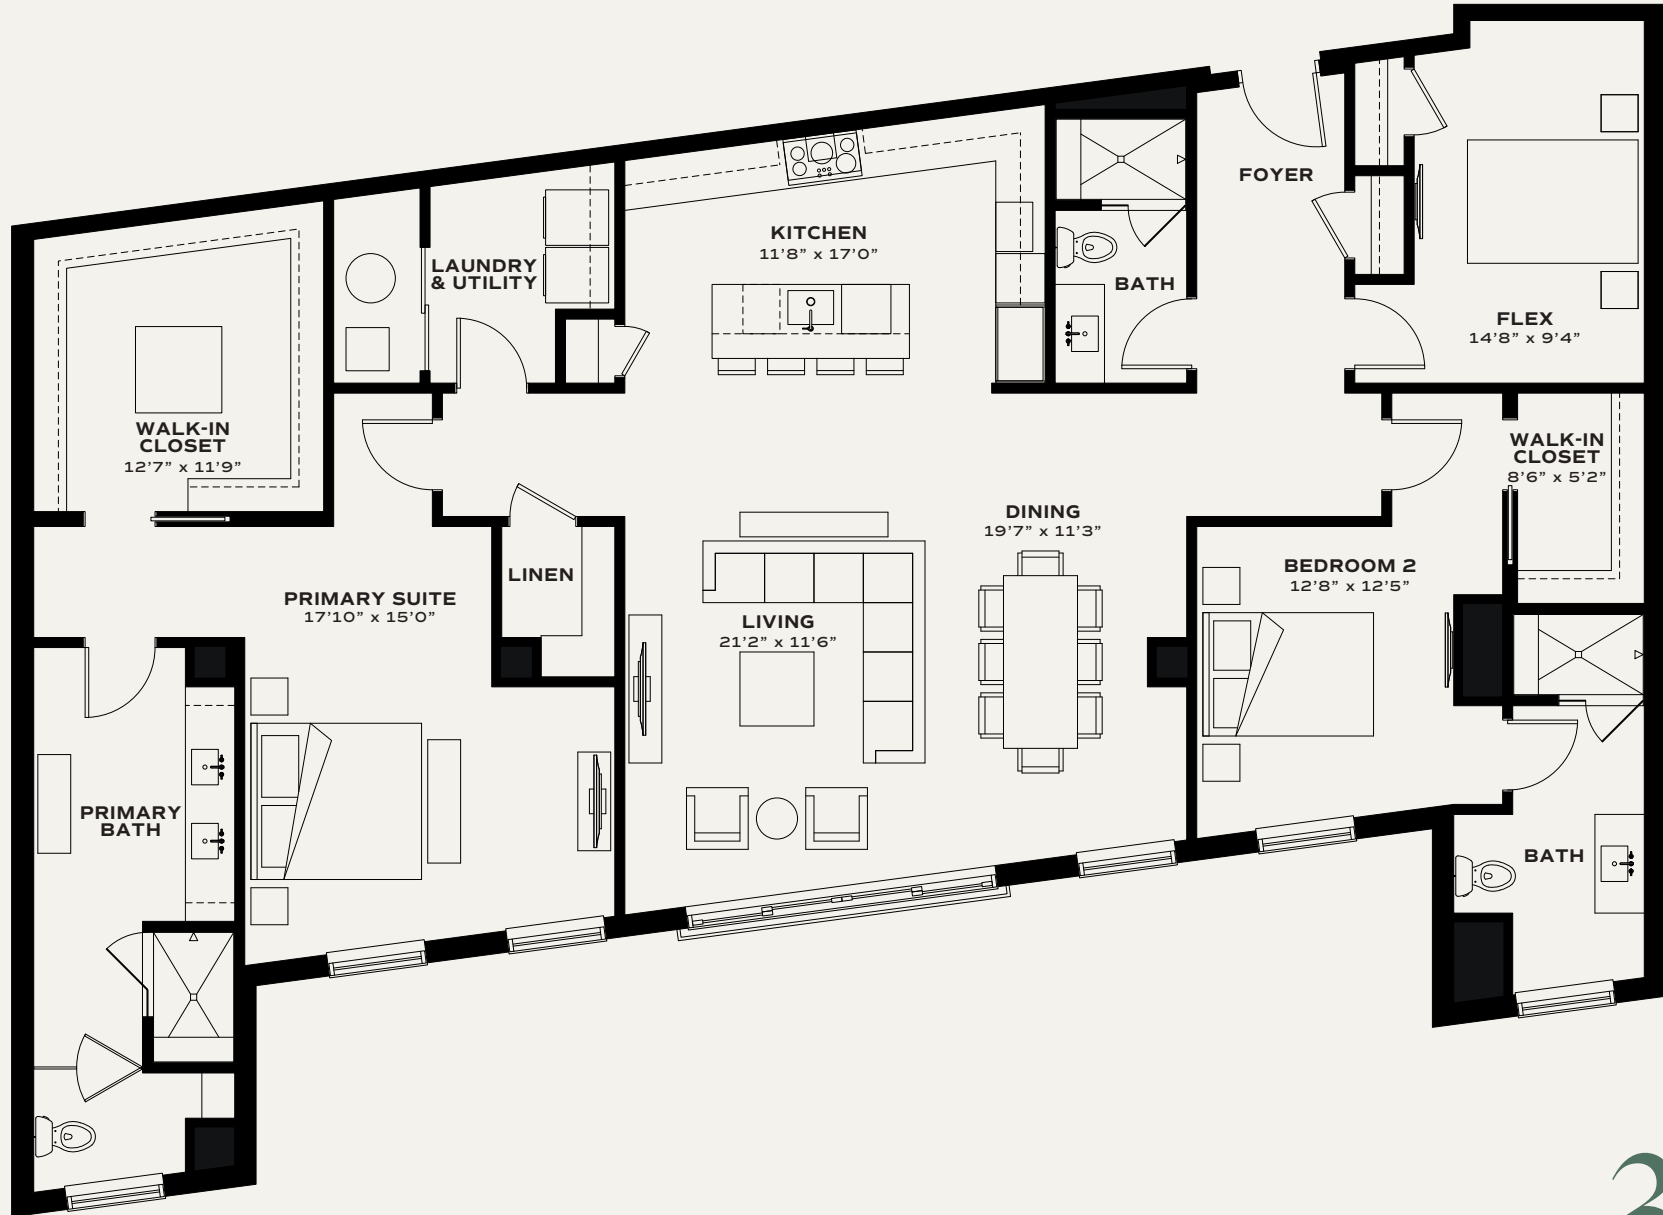 FOYER
KITCHEN
11'8" x 17'0"
LAUNDRY
& UTILITY
BATH
FLEX
14'8" x 9'4"
WALK-IN
CLOSET
12'7" x 11'9"
WALK-IN
CLOSET
8'6" x 5'2"
DINING
19'7" x 11'3"
LINEN
BEDROOM 2
12'8" x 12'5"
PRIMARY SUITE
17'10" x 15'0"
LIVING
21'2" x 11'6"
PRIMARY
BATH
BATH
2